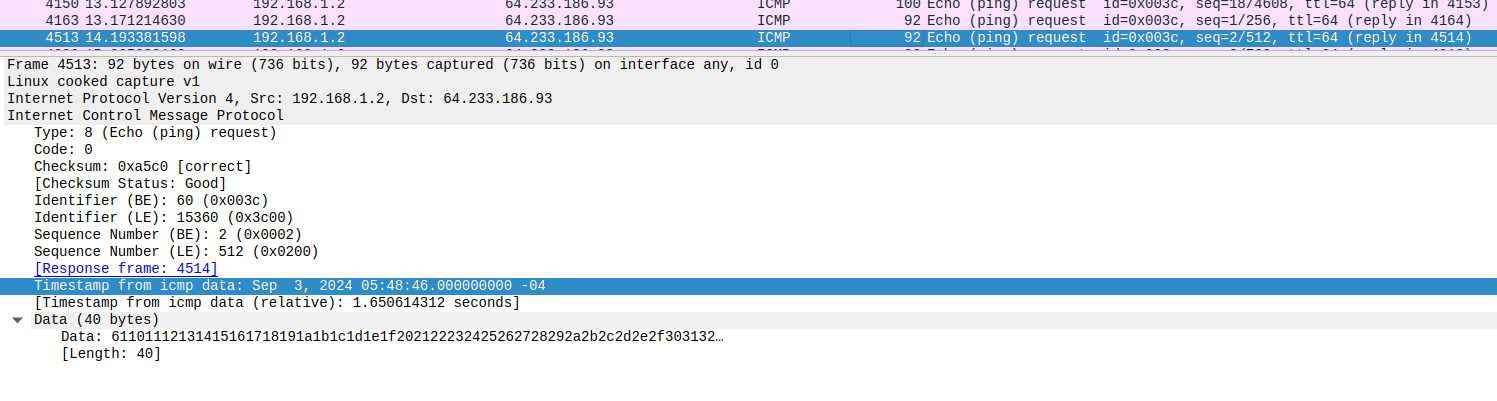 4150 13.127892803 192.168.1.2 64.233.186.93 ICMP 100 Echo (ping) request id=0x003c, seq=18/4608, ttl=64 (reply in 4153)
4163 13.171214630 192.168.1.2 64.233.186.93 ICMP 92 Echo (ping) request id=0x003c, seq=1/256, ttl=64 (reply in 4164)
4513 14.193381598 192.168.1.2 64.233.186.93 ICMP 92 Echo (ping) request id=0x003c, seq=2/512, ttl=64 (reply in 4514)
Frame 4513: 92 bytes on wire (736 bits), 92 bytes captured (736 bits) on interface any, id 0
Linux cooked capture v1
Internet Protocol Version 4, Src: 192.168.1.2, Dst: 64.233.186.93
Internet Control Message Protocol
Type: 8 (Echo (ping) request)
Code: 0
Checksum: 0xa5c0 [correct]
[Checksum Status: Good]
Identifier (BE): 60 (0x003c)
Identifier (LE): 15360 (0x3c00)
Sequence Number (BE): 2 (0x0002)
Sequence Number (LE): 512 (0x0200)
[Response frame: 4514]
Timestamp from icmp data: Sep  3, 2024 05:48:46.000000000 -04
[Timestamp from icmp data (relative): 1.650614312 seconds]
Data (40 bytes)
Data: 61101112131415161718191a1b1c1d1e1f202122232425262728292a2b2c2d2e2f303132…
[Length: 40]